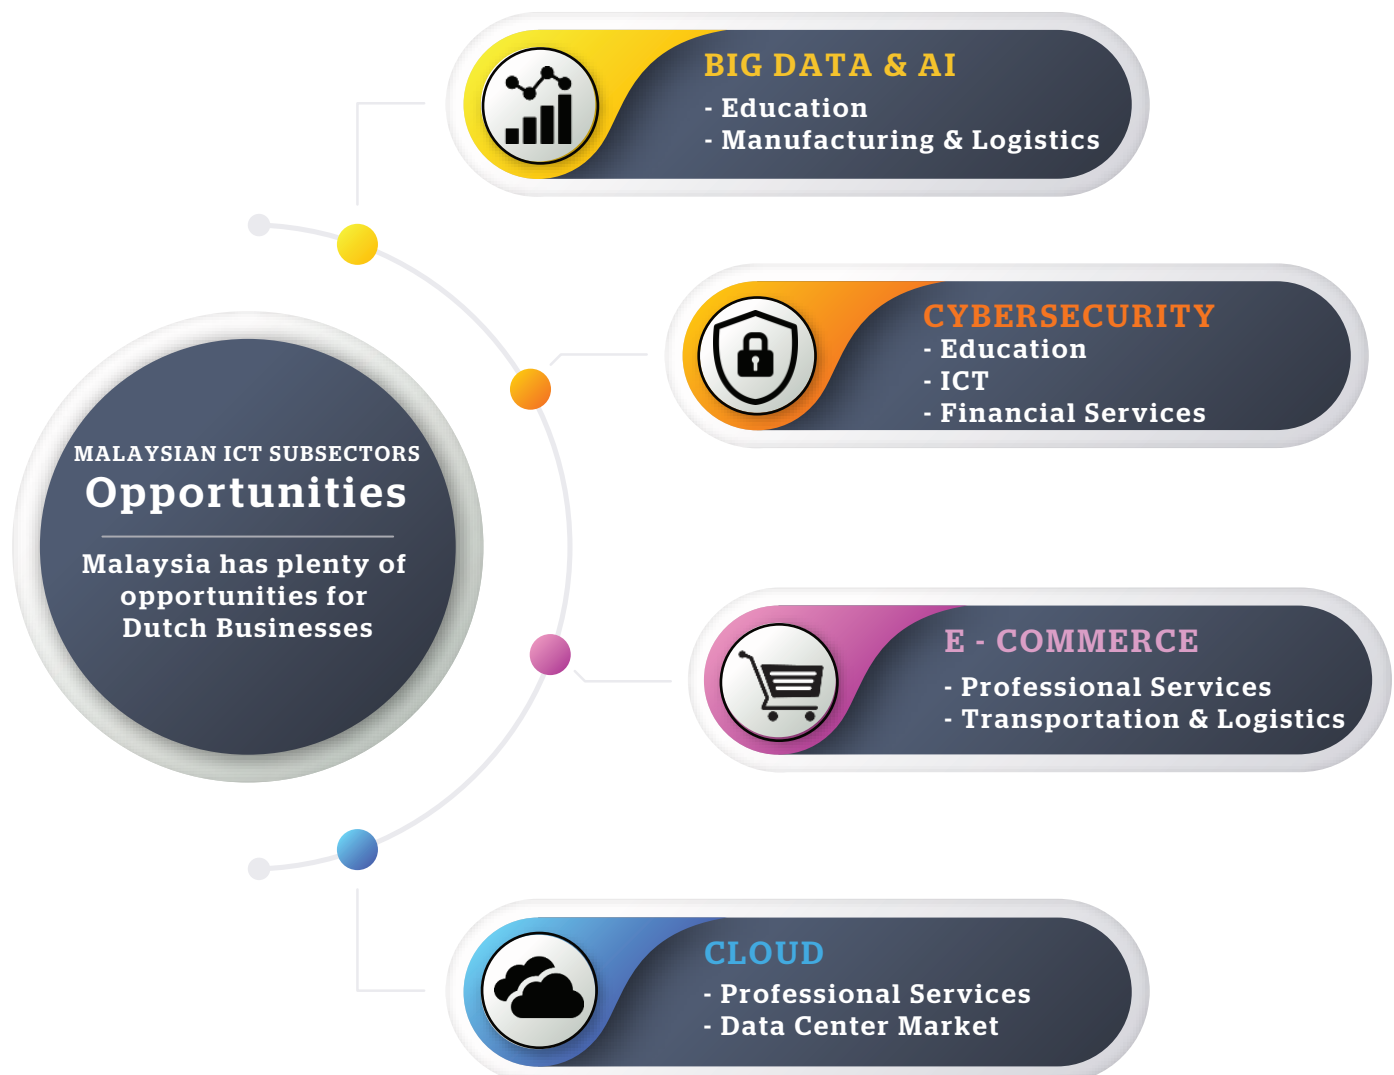 MALAYSIAN ICT SUBSECTORS
Opportunities
Malaysia has plenty of
opportunities for
Dutch Businesses
BIG DATA & AI
- Education
- Manufacturing & Logistics
CYBERSECURITY
- Education
- ICT
- Financial Services
E - COMMERCE
- Professional Services
- Transportation & Logistics
CLOUD
- Professional Services
- Data Center Market